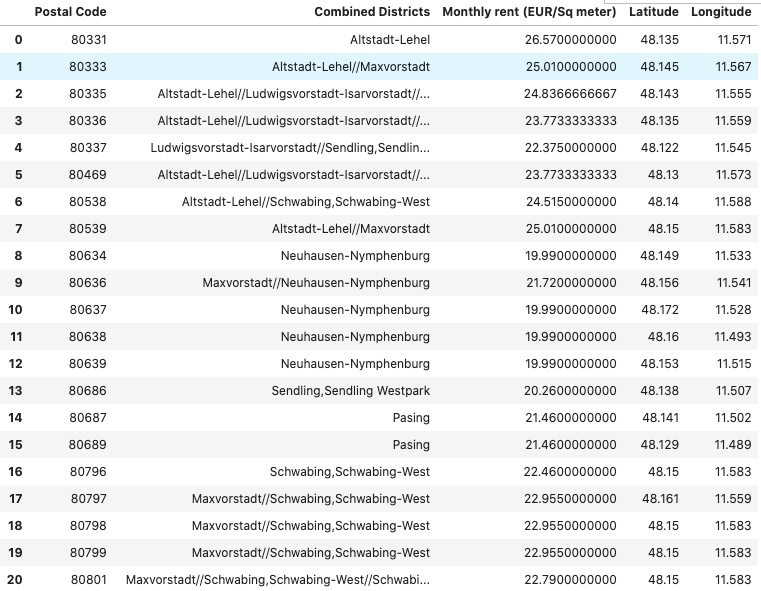 Postal Code Combined Districts Monthly rent (EUR/Sq meter) Latitude Longitude
0 80331 Altstadt-Lehel 26.5700000000 48.135 11.571
1 80333 Altstadt-Lehel//Maxvorstadt 25.0100000000 48.145 11.567
2 80335 Altstadt-Lehel//Ludwigsvorstadt-Isarvorstadt//... 24.8366666667 48.143 11.555
3 80336 Altstadt-Lehel//Ludwigsvorstadt-Isarvorstadt//... 23.7733333333 48.135 11.559
4 80337 Ludwigsvorstadt-Isarvorstadt//Sendling,Sendlin... 22.3750000000 48.122 11.545
5 80469 Altstadt-Lehel//Ludwigsvorstadt-Isarvorstadt//... 23.7733333333 48.13 11.573
6 80538 Altstadt-Lehel//Schwabing,Schwabing-West 24.5150000000 48.14 11.588
7 80539 Altstadt-Lehel//Maxvorstadt 25.0100000000 48.15 11.583
8 80634 Neuhausen-Nymphenburg 19.9900000000 48.149 11.533
9 80636 Maxvorstadt//Neuhausen-Nymphenburg 21.7200000000 48.156 11.541
10 80637 Neuhausen-Nymphenburg 19.9900000000 48.172 11.528
11 80638 Neuhausen-Nymphenburg 19.9900000000 48.16 11.493
12 80639 Neuhausen-Nymphenburg 19.9900000000 48.153 11.515
13 80686 Sendling,Sendling Westpark 20.2600000000 48.138 11.507
14 80687 Pasing 21.4600000000 48.141 11.502
15 80689 Pasing 21.4600000000 48.129 11.489
16 80796 Schwabing,Schwabing-West 22.4600000000 48.15 11.583
17 80797 Maxvorstadt//Schwabing,Schwabing-West 22.9550000000 48.161 11.559
18 80798 Maxvorstadt//Schwabing,Schwabing-West 22.9550000000 48.15 11.583
19 80799 Maxvorstadt//Schwabing,Schwabing-West 22.9550000000 48.15 11.583
20 80801 Maxvorstadt//Schwabing,Schwabing-West//Schwabi... 22.7900000000 48.15 11.583